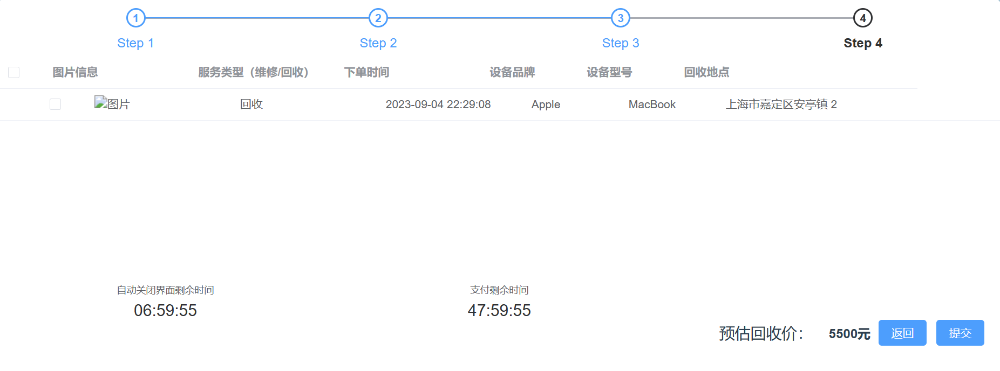 1 2 3 4
Step 1 Step 2 Step 3 Step 4
图片信息 服务类型（维修/回收） 下单时间 设备品牌 设备型号 回收地点
图片 回收 2023-09-04 22:29:08 Apple MacBook 上海市嘉定区安亭镇 2
自动关闭界面剩余时间 支付剩余时间
06:59:55 47:59:55
预估回收价： 5500元 返回 提交